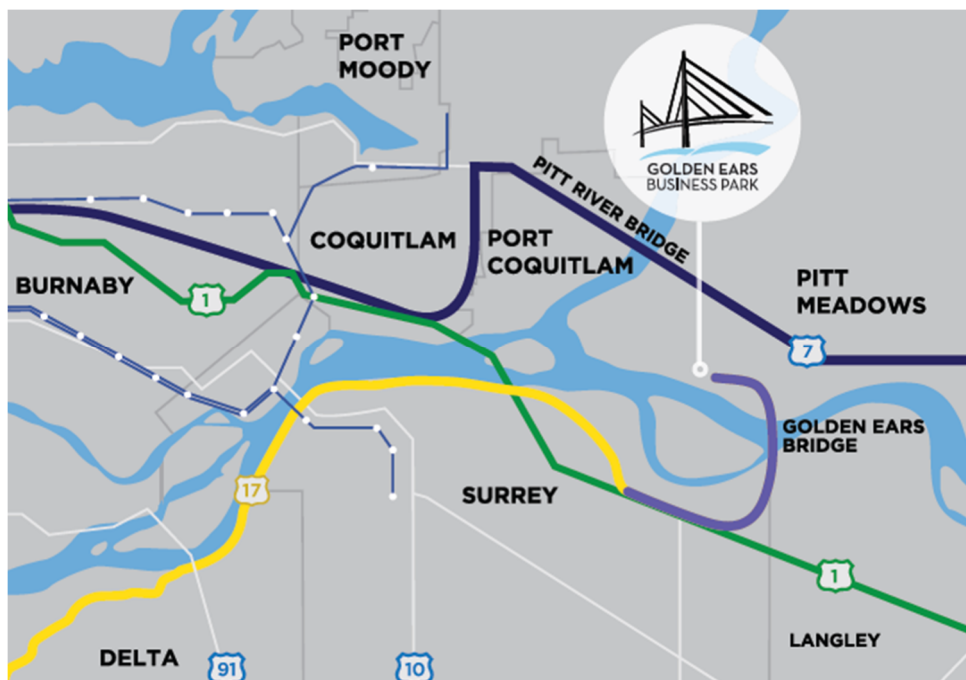 PORT
MOODY
GOLDEN EARS
BUSINESS PARK
PITT RIVER BRIDGE
COQUITLAM
PORT
COQUITLAM
BURNABY
1
PITT
MEADOWS
7
GOLDEN EARS
BRIDGE
17
SURREY
1
LANGLEY
DELTA
91
10